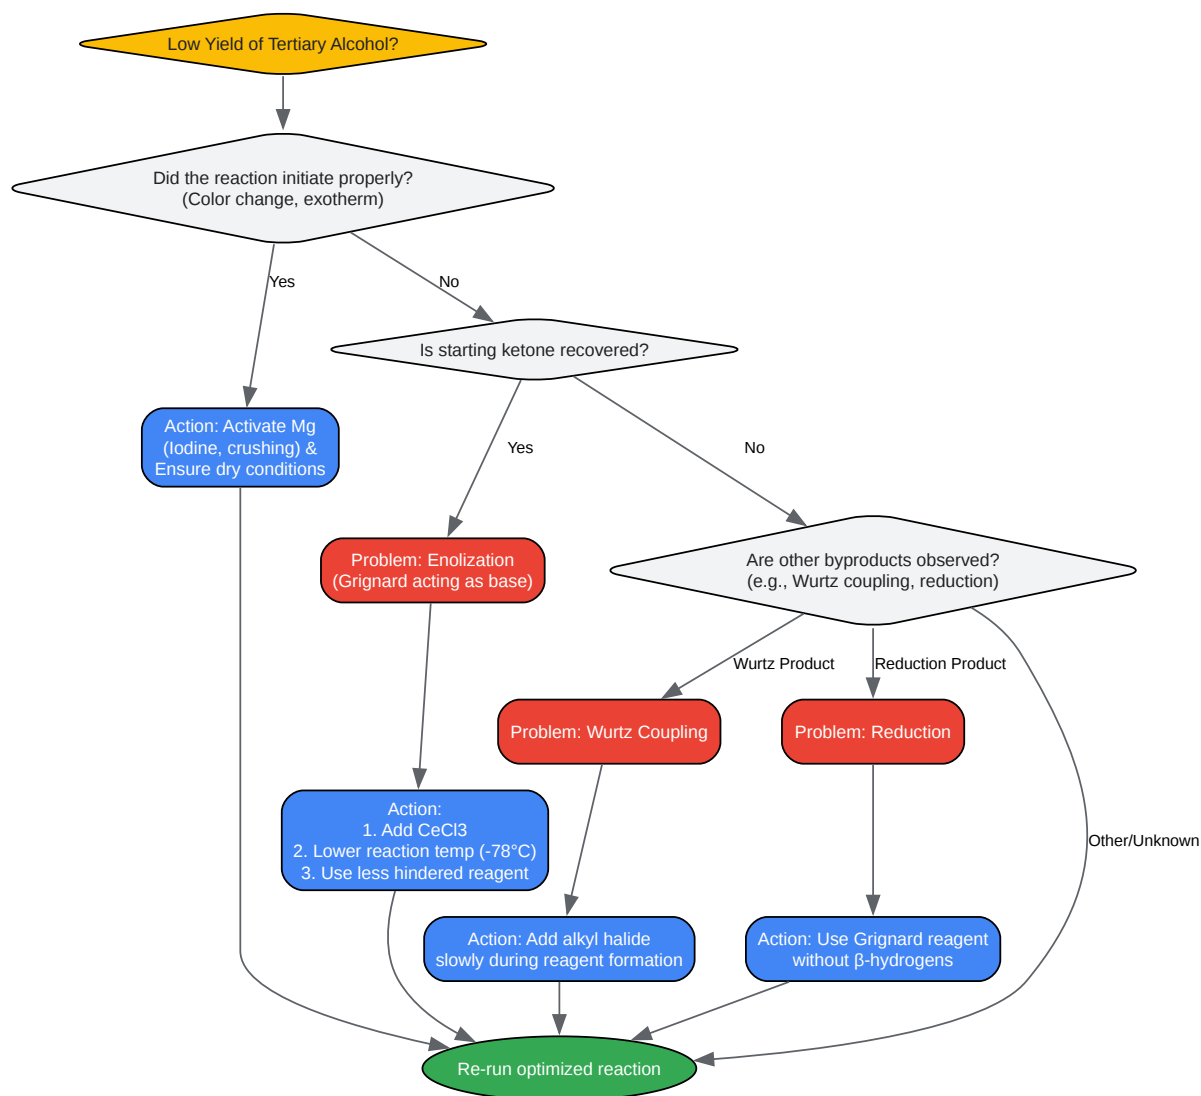 Low Yield of Tertiary Alcohol?
Did the reaction initiate properly?
(Color change, exotherm)
Yes
No
Is starting ketone recovered?
Action: Activate Mg
(Iodine, crushing) &
Ensure dry conditions
Yes
No
Problem: Enolization
(Grignard acting as base)
Are other byproducts observed?
(e.g., Wurtz coupling, reduction)
Wurtz Product
Reduction Product
Problem: Wurtz Coupling
Problem: Reduction
Action:
1. Add CeCl3
2. Lower reaction temp (-78°C)
3. Use less hindered reagent
Other/Unknown
Action: Add alkyl halide
slowly during reagent formation
Action: Use Grignard reagent
without β-hydrogens
Re-run optimized reaction